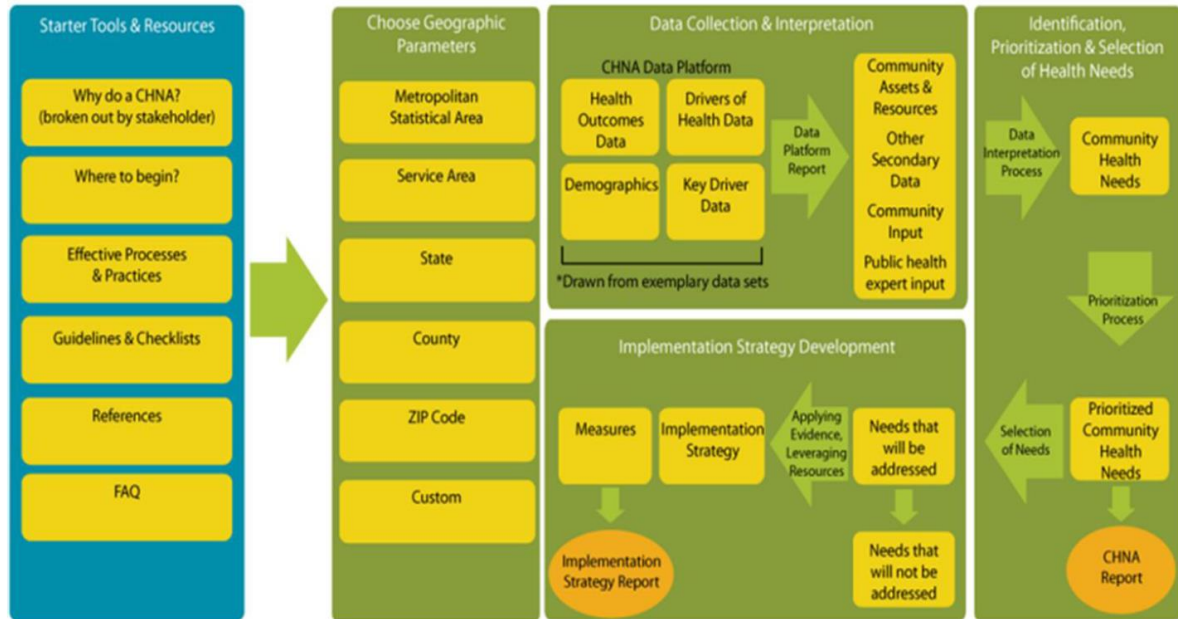 Starter Tools & Resources
Why do a CHNA?
(broken out by stakeholder)
Where to begin?
Effective Processes
& Practices
Guidelines & Checklists
References
FAQ
Choose Geographic
Parameters
Metropolitan
Statistical Area
Service Area
State
County
ZIP Code
Custom
Data Collection & Interpretation
CHNA Data Platform
Health
Outcomes
Data
Drivers of
Health Data
Demographics
Key Driver
Data
*Drawn from exemplary data sets
Data
Platform
Report
Community
Assets &
Resources
Other
Secondary
Data
Community
Input
Public health
expert input
Identification,
Prioritization & Selection
of Health Needs
Data
Interpretation
Process
Community
Health
Needs
Prioritization
Process
Prioritized
Community
Health
Needs
Selection
of Needs
CHNA
Report
Implementation Strategy Development
Needs that
will be
addressed
Needs that
will not be
addressed
Applying
Evidence,
Leveraging
Resources
Implementation
Strategy
Measures
Implementation
Strategy Report